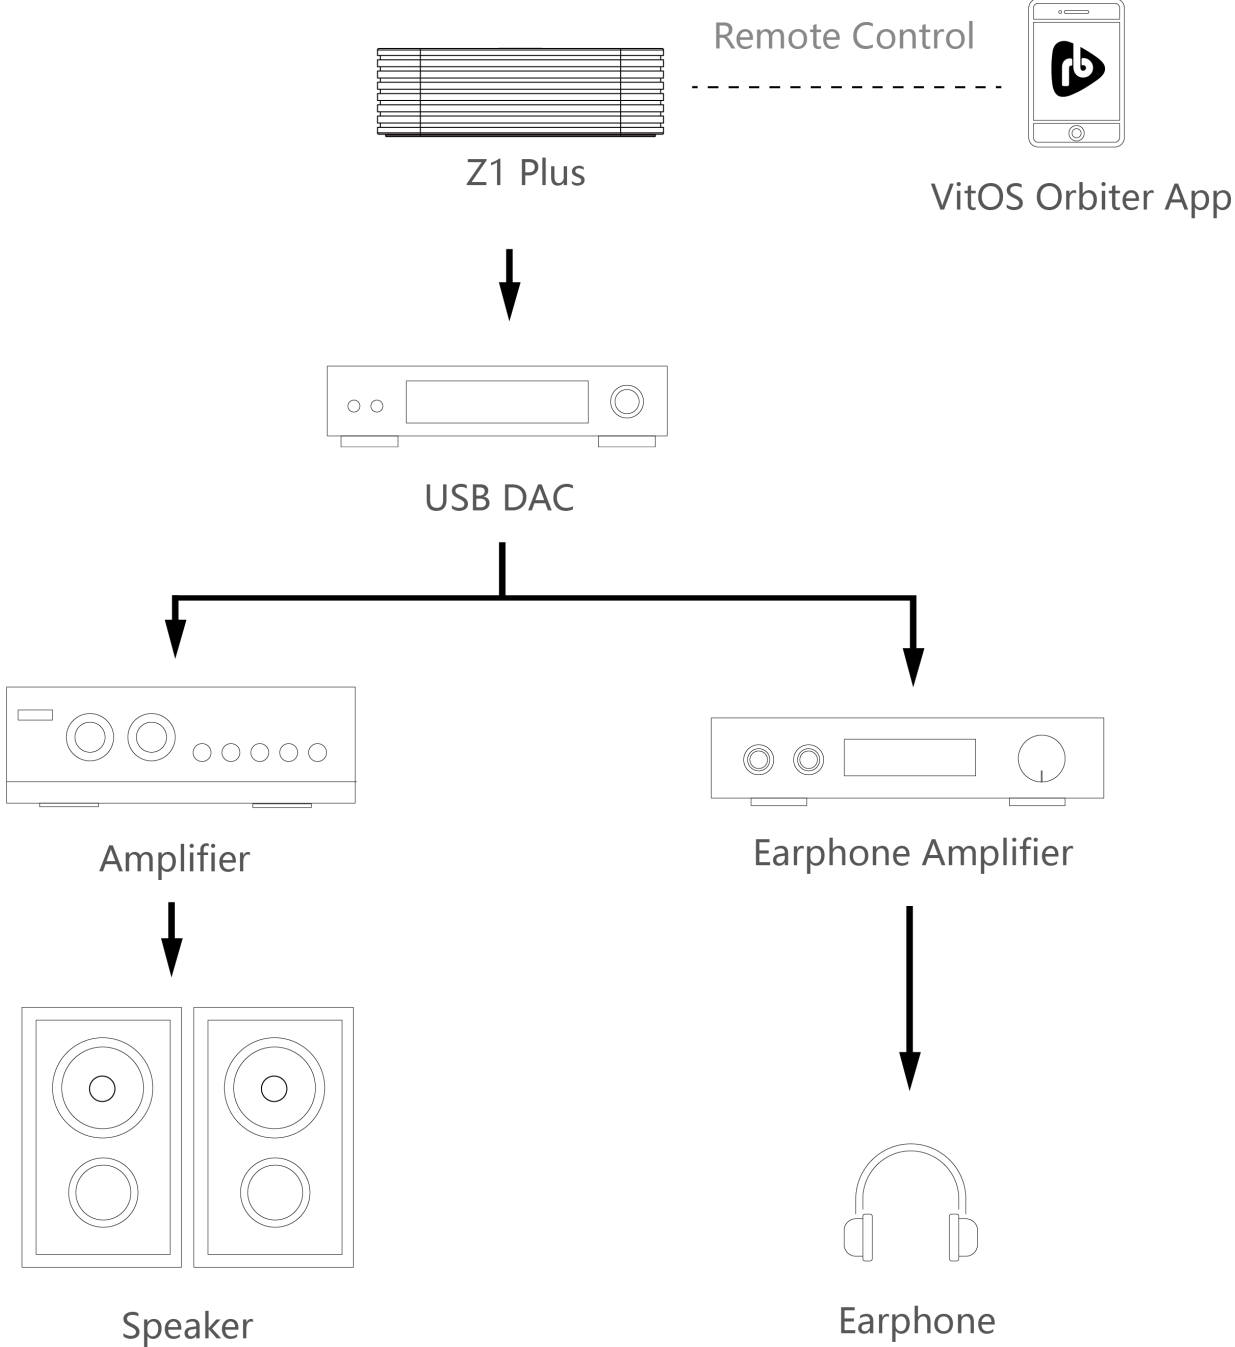 Remote Control
Z1 Plus
VitOS Orbiter App
USB DAC
Amplifier
Earphone Amplifier
Speaker
Earphone